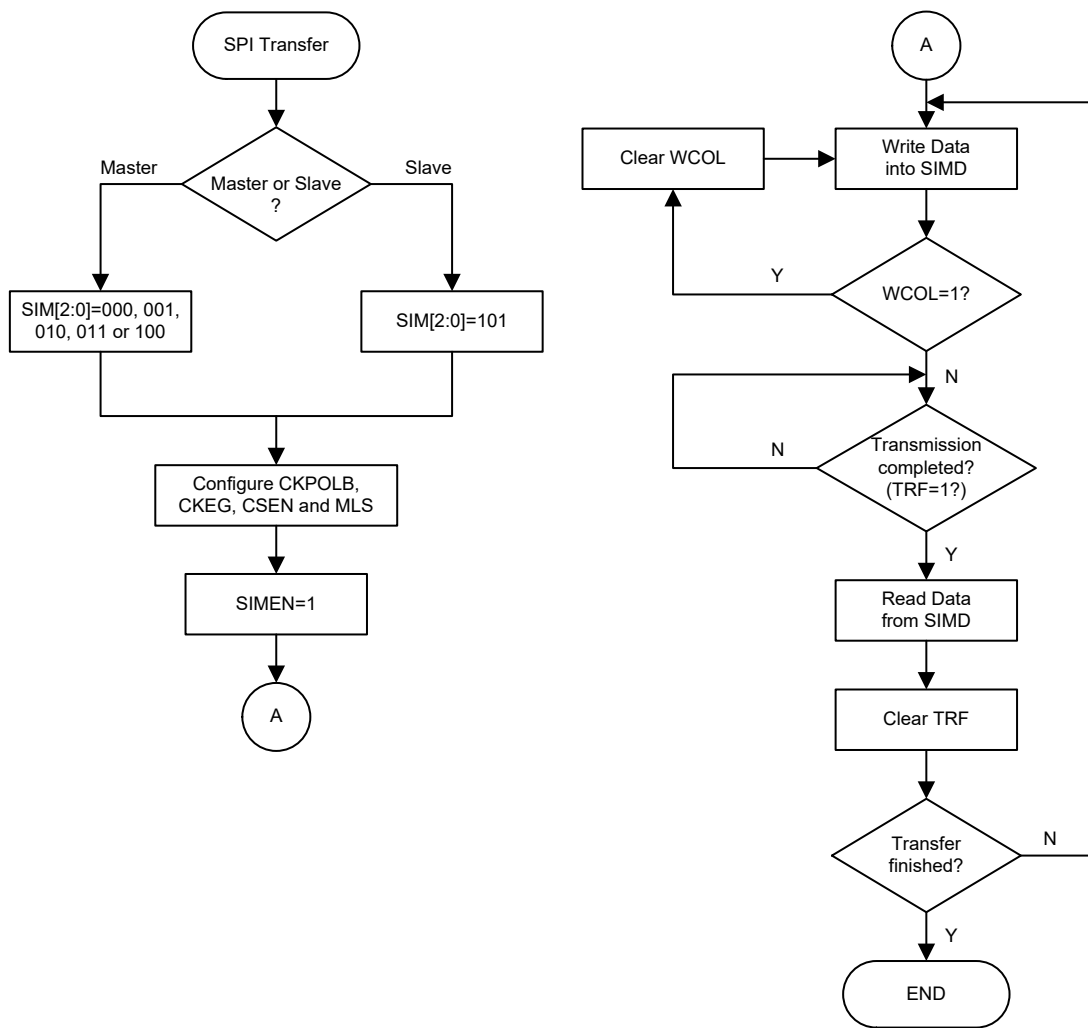 SPI Transfer
Master or Slave
?
Master
Slave
SIM[2:0]=000, 001,
010, 011 or 100
SIM[2:0]=101
Configure CKPOLB,
CKEG, CSEN and MLS
SIMEN=1
A
A
Write Data
into SIMD
Clear WCOL
WCOL=1?
Y
N
Transmission
completed?
(TRF=1?)
N
Y
Read Data
from SIMD
Clear TRF
Transfer
finished?
N
Y
END